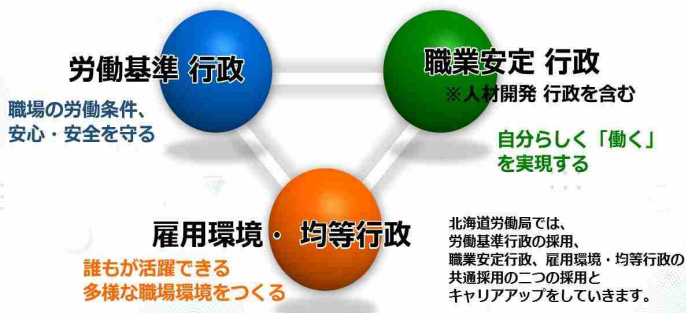 労働基準 行政
職場の労働条件、
安心・安全を守る
職業安定 行政
※人材開発 行政を含む
自分らしく「働く」
を実現する
雇用環境・ 均等行政
誰もが活躍できる
多様な職場環境をつくる
北海道労働局では、
労働基準行政の採用、
職業安定行政、雇用環境・均等行政の
共通採用の二つの採用と
キャリアアップをしていきます。